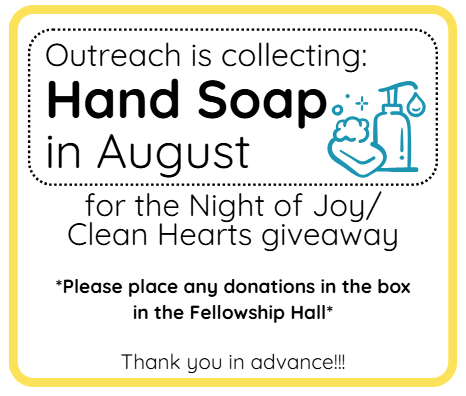 Outreach is collecting:
Hand Soap
in August
for the Night of Joy/
Clean Hearts giveaway
*Please place any donations in the box
in the Fellowship Hall*
Thank you in advance!!!